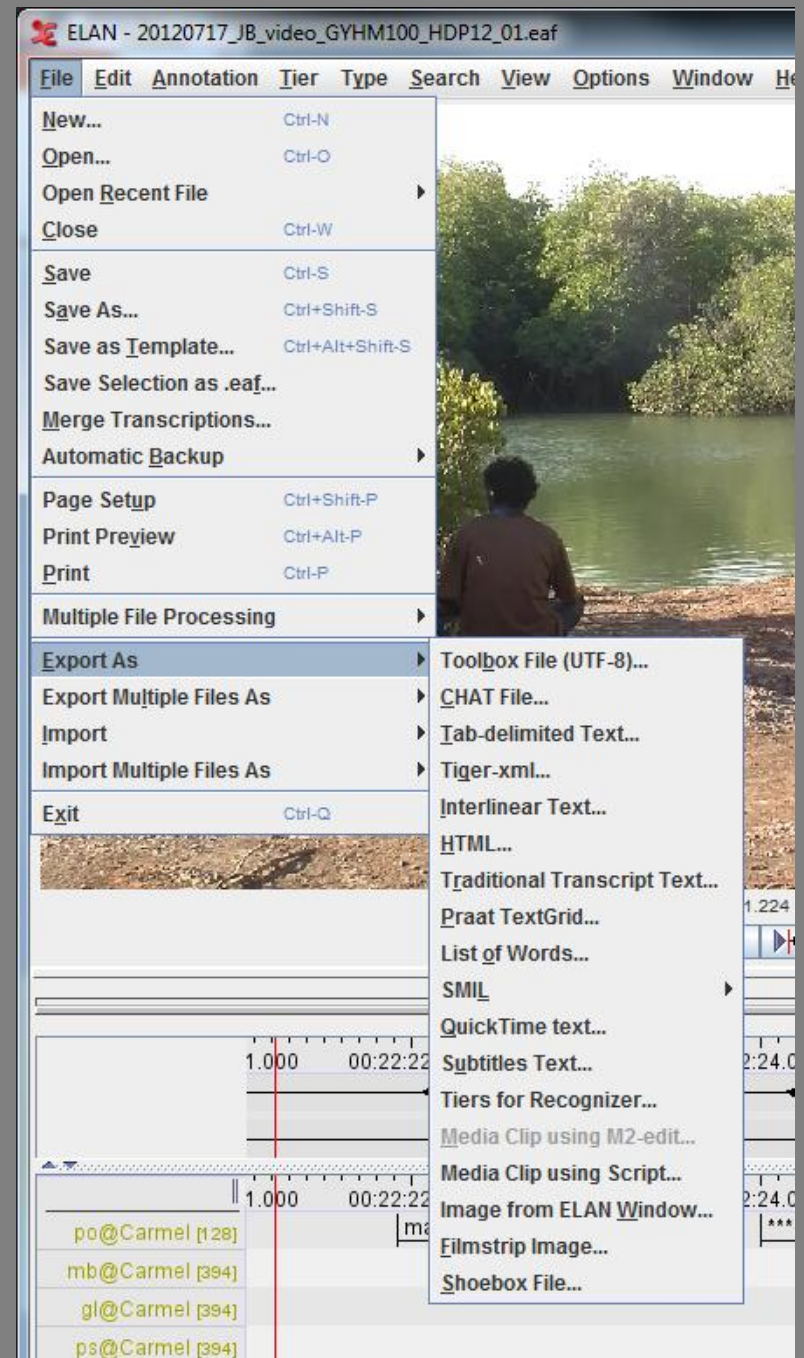 ELAN - 20120717_JB_video_GYHM100_HDP12_01.eaf
File Edit Annotation Tier Type Search View Options Window He
New... Ctrl-N
Open... Ctrl-O
Open Recent File
Close Ctrl-W
Save Ctrl-S
Save As... Ctrl+Shift-S
Save as Template... Ctrl+Alt+Shift-S
Save Selection as .eaf...
Merge Transcriptions...
Automatic Backup
Page Setup Ctrl+Shift-P
Print Preview Ctrl+Alt-P
Print Ctrl-P
Multiple File Processing
Export As
Export Multiple Files As
Import
Import Multiple Files As
Exit Ctrl-Q
Toolbox File (UTF-8)...
CHAT File...
Tab-delimited Text...
Tiger-xml...
Interlinear Text...
HTML...
Traditional Transcript Text...
Praat TextGrid...
List of Words...
SMIL
QuickTime text...
Subtitles Text...
Tiers for Recognizer...
Media Clip using M2-edit...
Media Clip using Script...
Image from ELAN Window...
Filmstrip Image...
Shoebox File...
1.224
1.000 00:22:22 2:24.0
1.000 00:22:22 2:24.0
po@Carmel [128] ma ***
mb@Carmel [394]
gl@Carmel [394]
ps@Carmel [394]